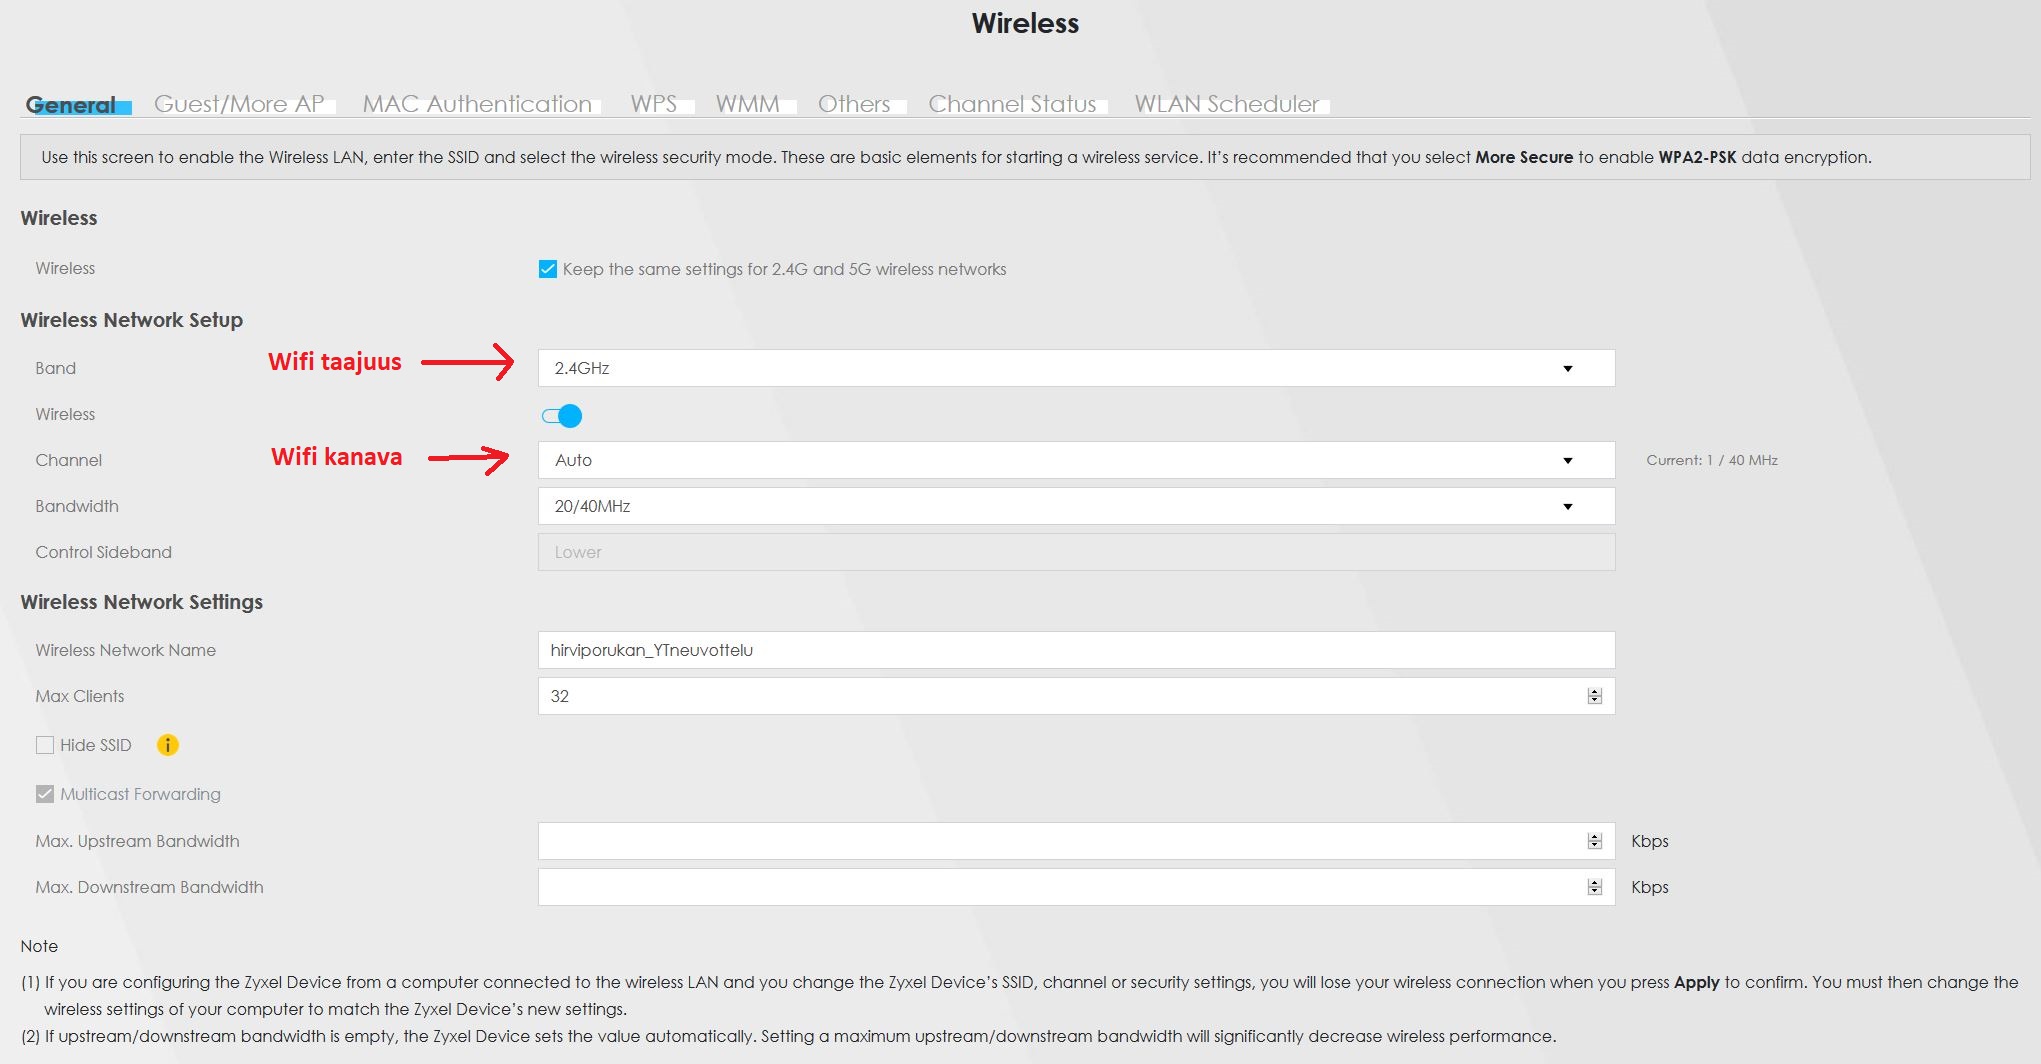 Wireless
General Guest/More AP MAC Authentication WPS WMM Others Channel Status WLAN Scheduler
Use this screen to enable the Wireless LAN, enter the SSID and select the wireless security mode. These are basic elements for starting a wireless service. It’s recommended that you select More Secure to enable WPA2-PSK data encryption.
Wireless
Wireless Keep the same settings for 2.4G and 5G wireless networks
Wireless Network Setup
Band Wifi taajuus 2.4GHz
Wireless
Channel Wifi kanava Auto Current: 1 / 40 MHz
Bandwidth 20/40MHz
Control Sideband Lower
Wireless Network Settings
Wireless Network Name hirviporukan_YTneuvottelu
Max Clients 32
Hide SSID i
Multicast Forwarding
Max. Upstream Bandwidth Kbps
Max. Downstream Bandwidth Kbps
Note
(1) If you are configuring the Zyxel Device from a computer connected to the wireless LAN and you change the Zyxel Device’s SSID, channel or security settings, you will lose your wireless connection when you press Apply to confirm. You must then change the
wireless settings of your computer to match the Zyxel Device’s new settings.
(2) If upstream/downstream bandwidth is empty, the Zyxel Device sets the value automatically. Setting a maximum upstream/downstream bandwidth will significantly decrease wireless performance.